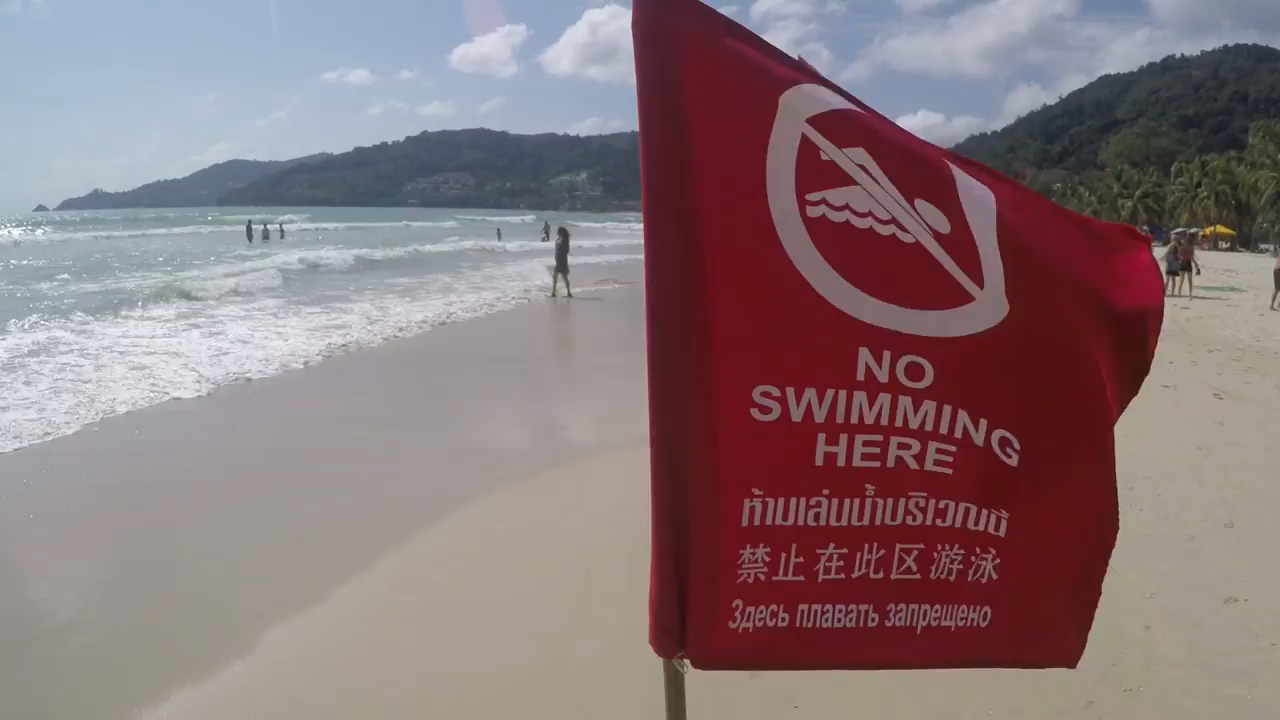 NO
SWIMMING
HERE
ห้ามเล่นน้ำบริเวณนี้
禁止在此区游泳
Здесь плавать запрещено